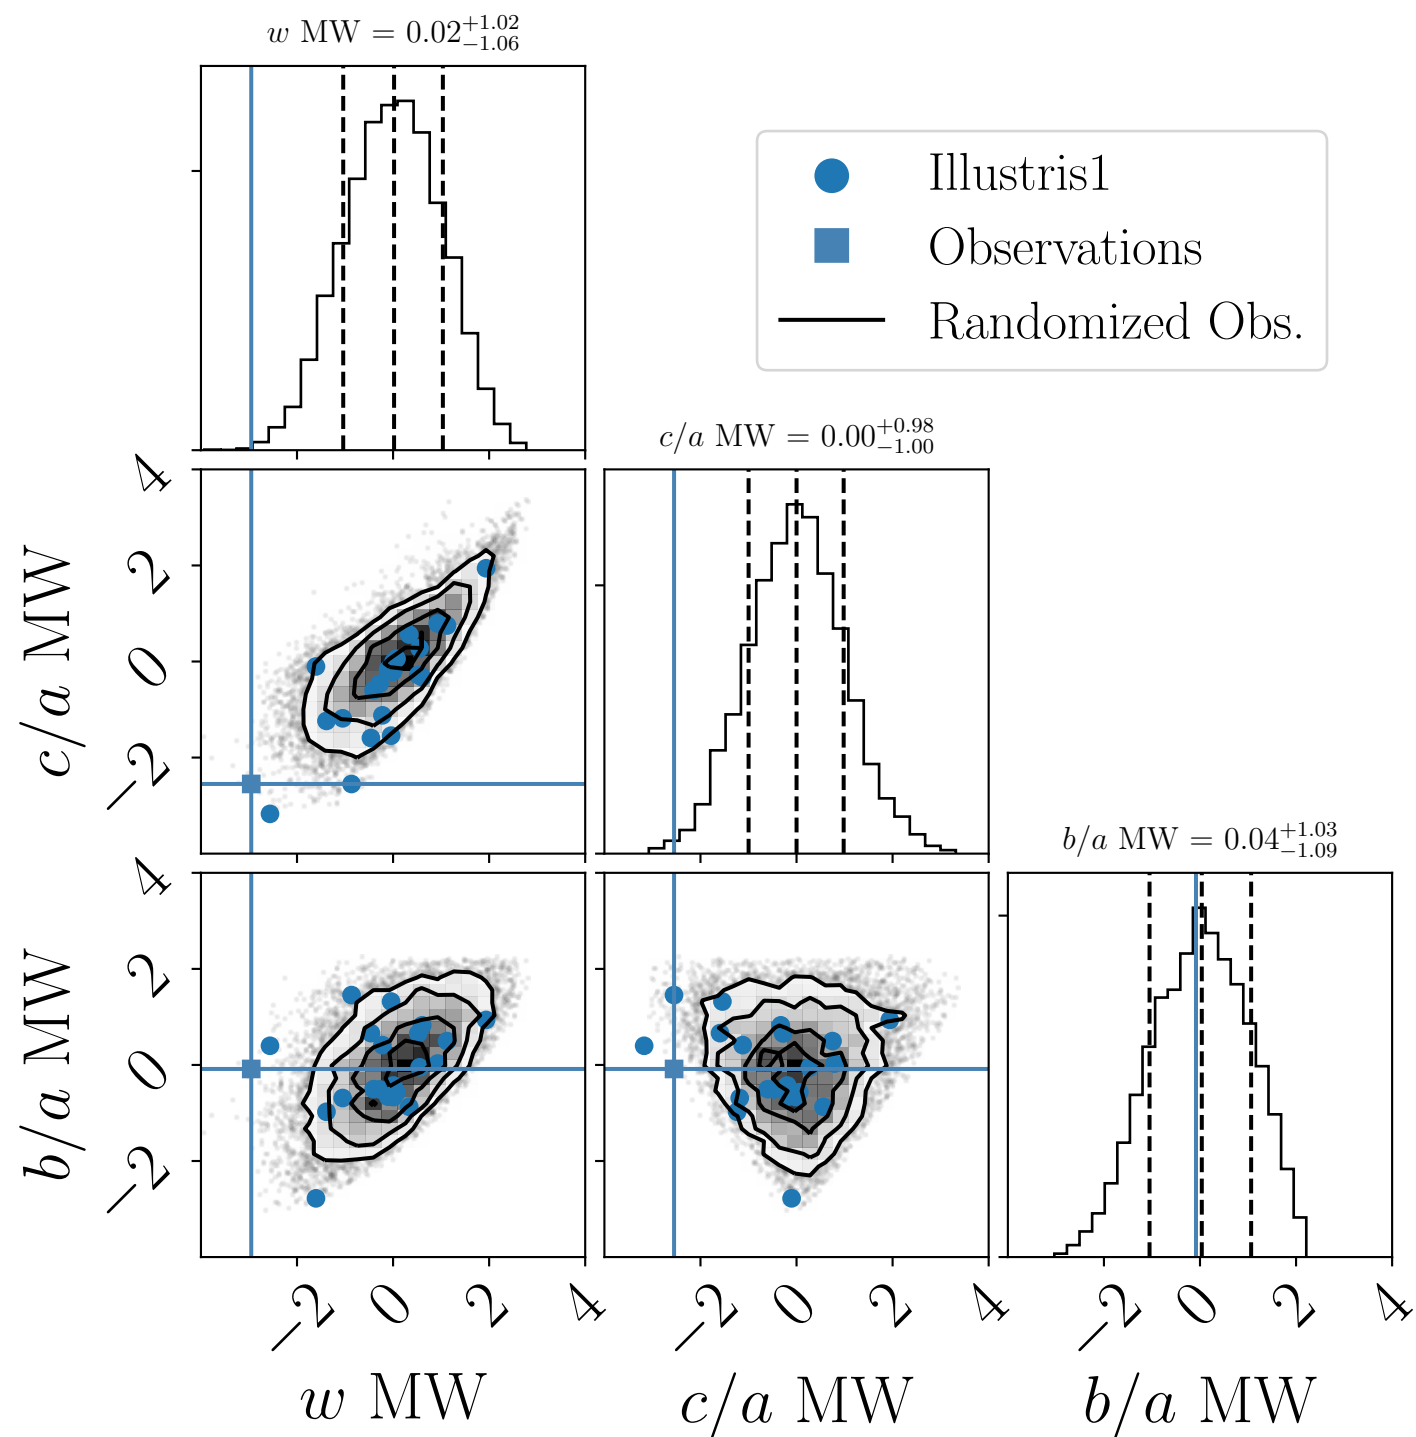 w MW = 0.02+1.02 −1.06
Illustris1
Observations
Randomized Obs.
c/a MW = 0.00+0.98 −1.00
4
2
0
−2
c/a MW
b/a MW = 0.04+1.03 −1.09
4
2
0
−2
b/a MW
−2 0 2 4 −2 0 2 4 −2 0 2 4
w MW c/a MW b/a MW